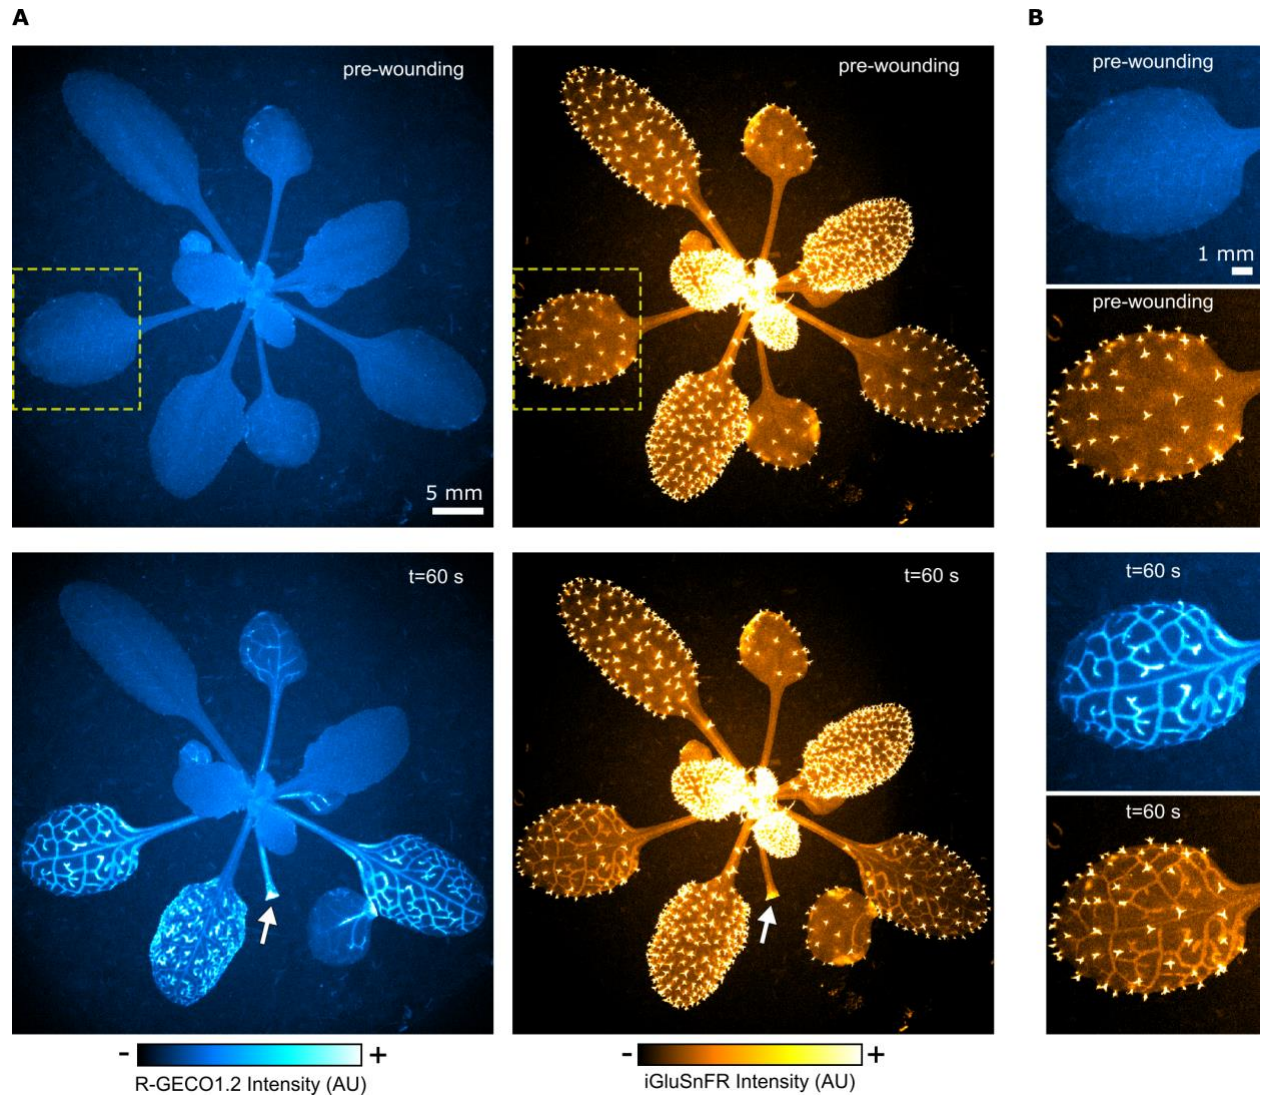 A
B
pre-wounding
pre-wounding
pre-wounding
1 mm
pre-wounding
5 mm
t=60 s
t=60 s
t=60 s
t=60 s
- +
R-GECO1.2 Intensity (AU)
- +
iGluSnFR Intensity (AU)